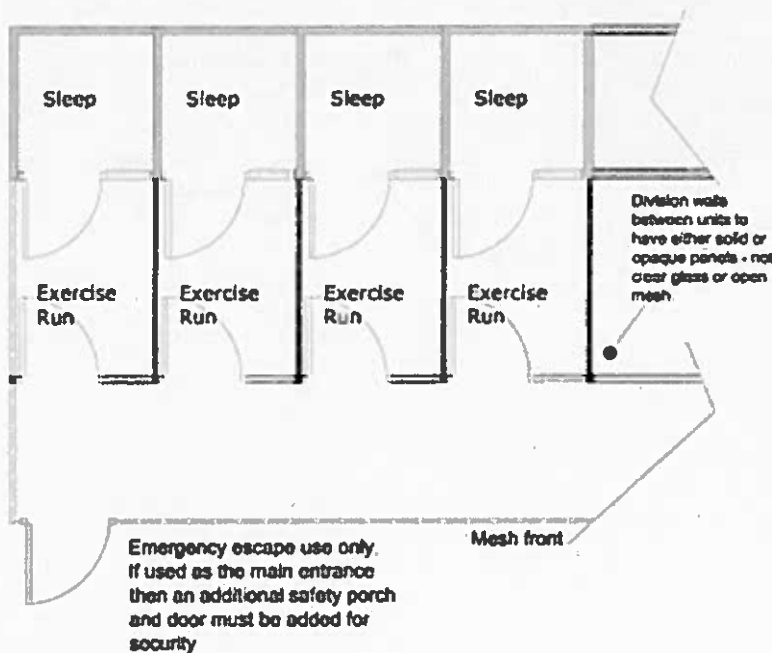 Sleep
Sleep
Sleep
Sleep
Division walls
between units to
have either solid or
opaque panels - not
clear glass or open
mesh
Exercise
Run
Exercise
Run
Exercise
Run
Exercise
Run
Emergency escape use only.
If used as the main entrance
then an additional safety porch
and door must be added for
security
Mesh front